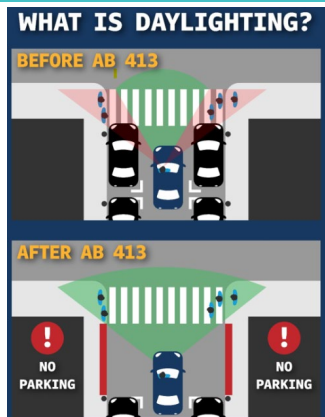 WHAT IS DAYLIGHTING?
BEFORE AB 413
AFTER AB 413
!
NO
PARKING
!
NO
PARKING